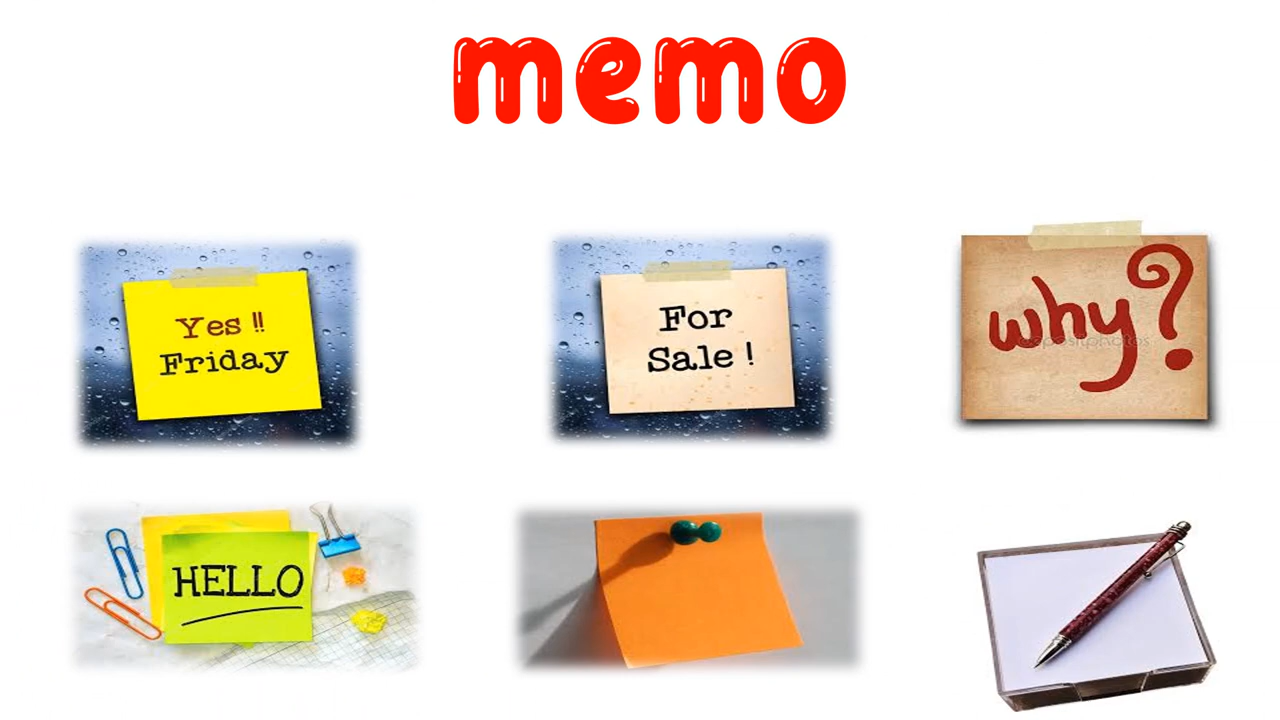 memo
Yes !!
Friday
For
Sale !
why?
HELLO